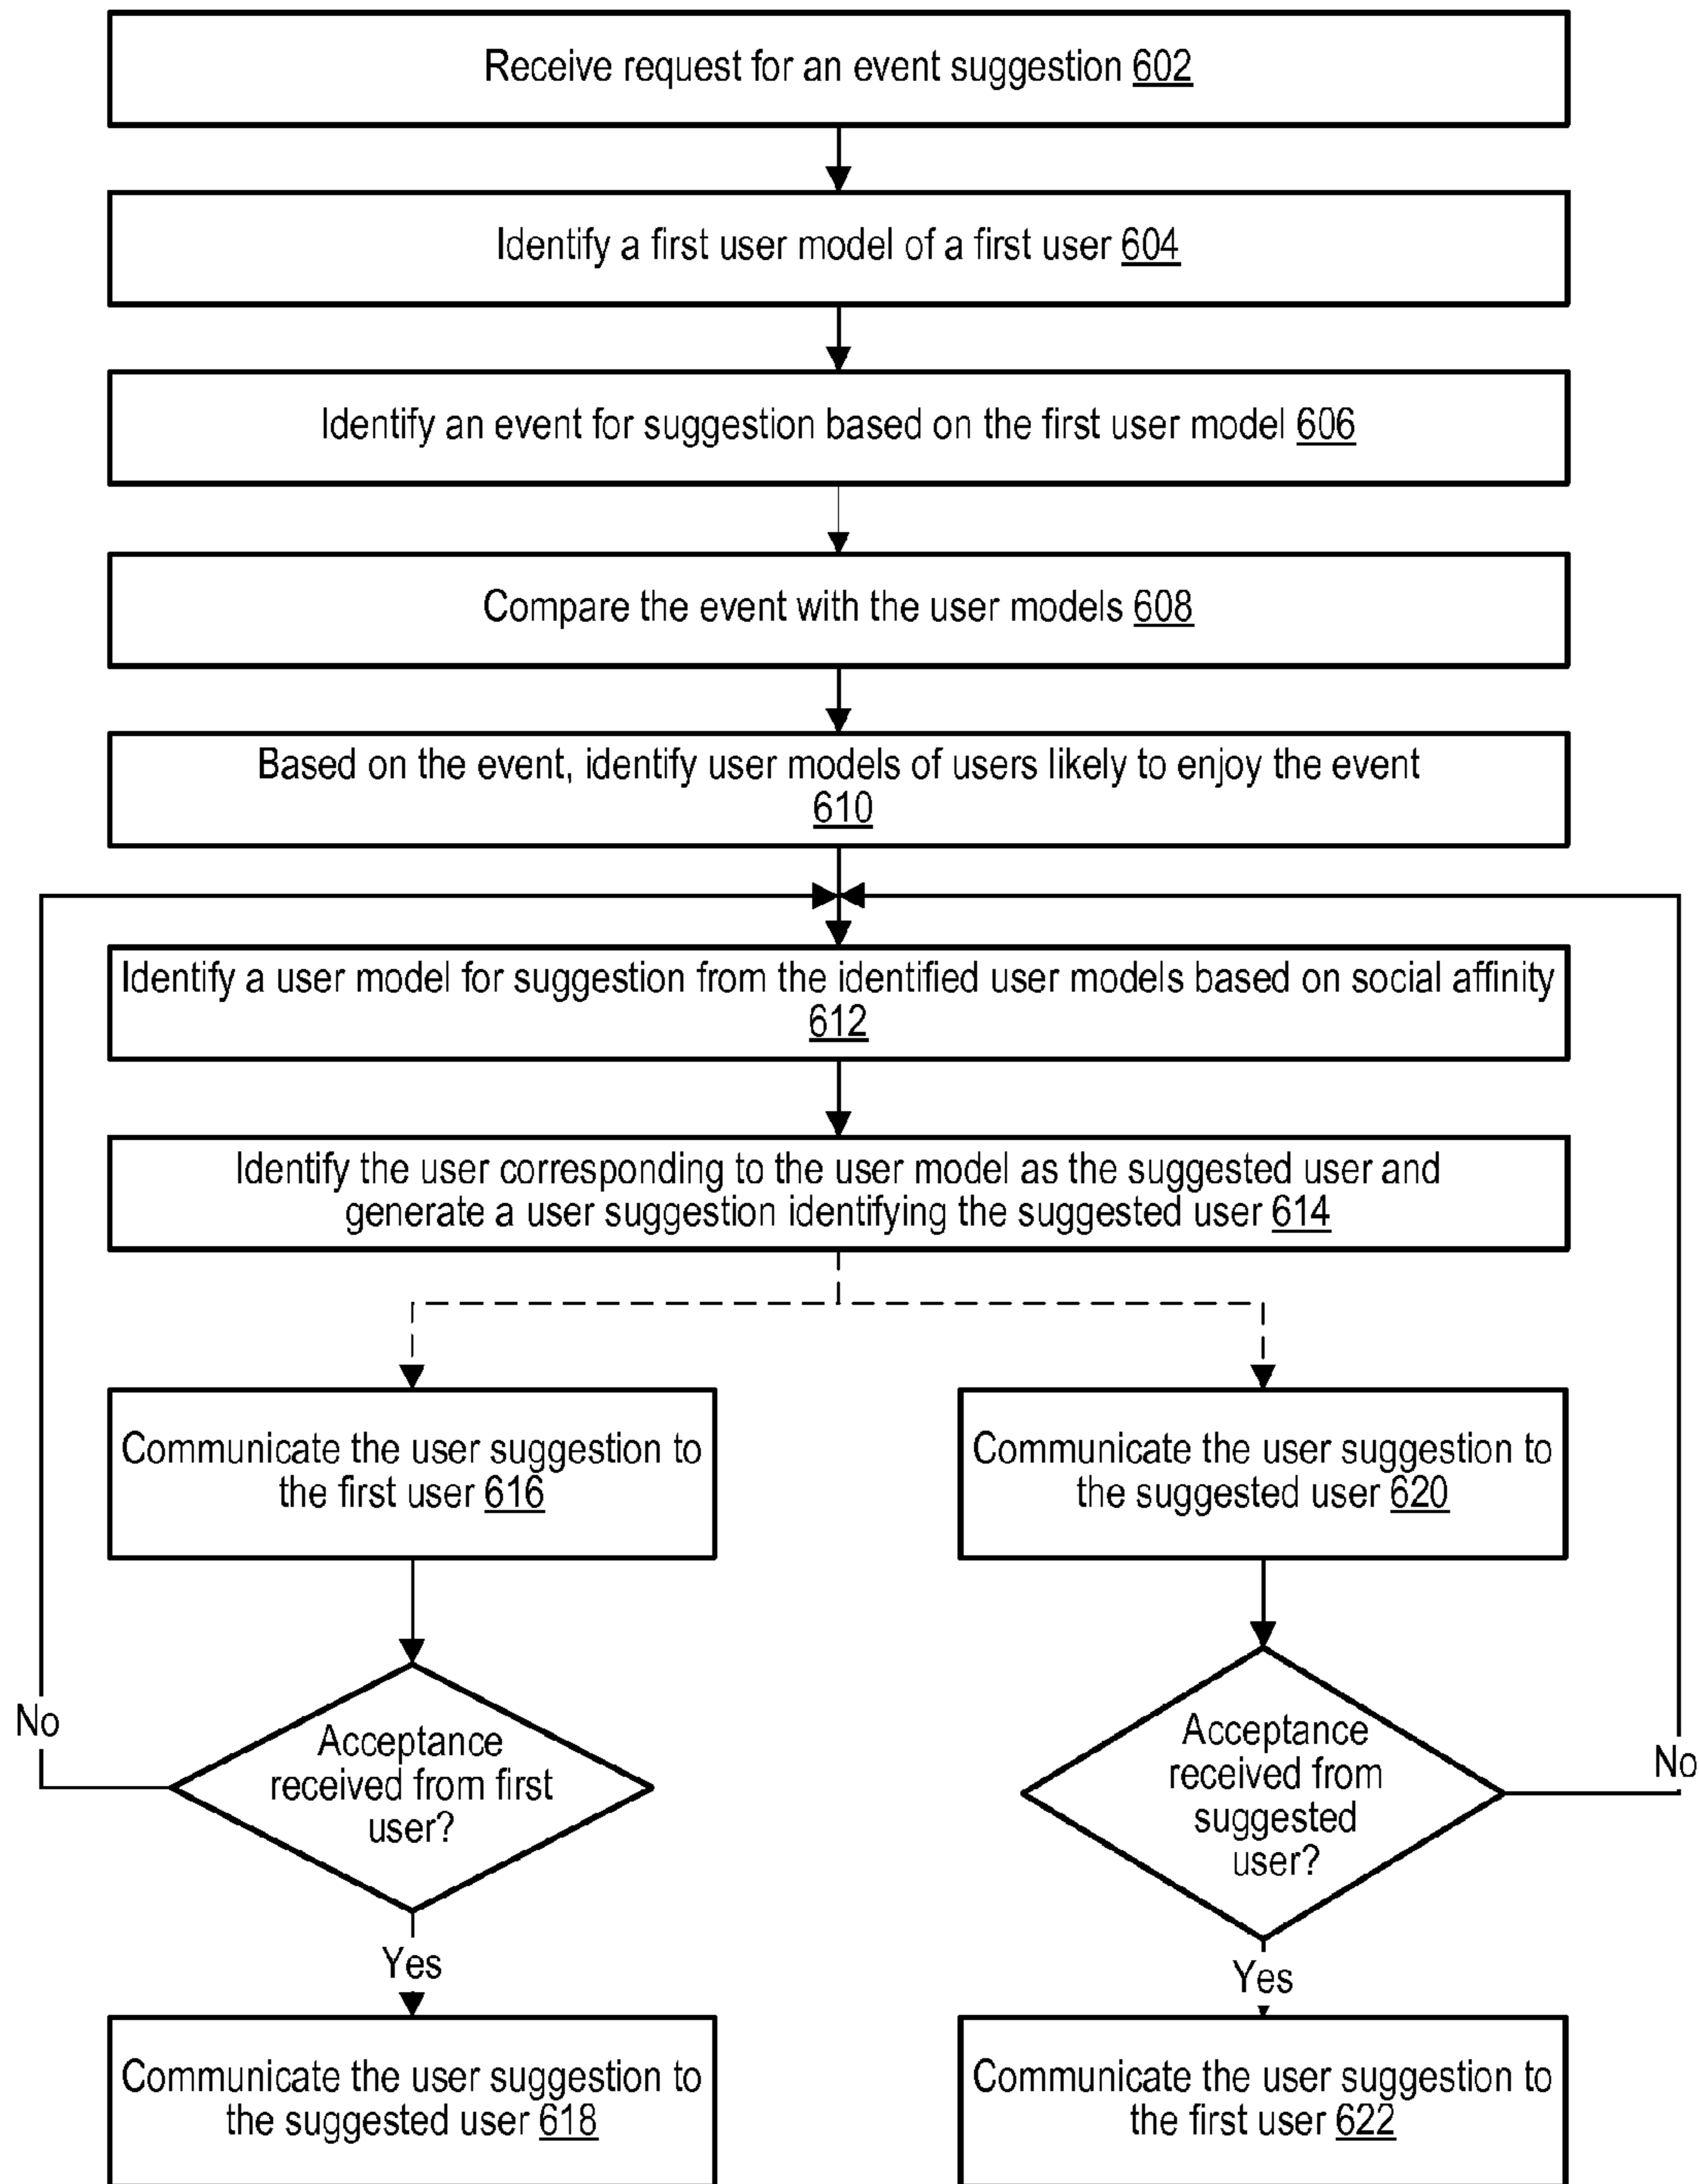 Receive request for an event suggestion 602
Identify a first user model of a first user 604
Identify an event for suggestion based on the first user model 606
Compare the event with the user models 608
Based on the event, identify user models of users likely to enjoy the event
610
Identify a user model for suggestion from the identified user models based on social affinity
612
Identify the user corresponding to the user model as the suggested user and
generate a user suggestion identifying the suggested user 614
Communicate the user suggestion to
the first user 616
Communicate the user suggestion to
the suggested user 620
No
Acceptance
received from first
user?
Acceptance
received from
suggested
user?
No
Yes
Yes
Communicate the user suggestion to
the suggested user 618
Communicate the user suggestion to
the first user 622